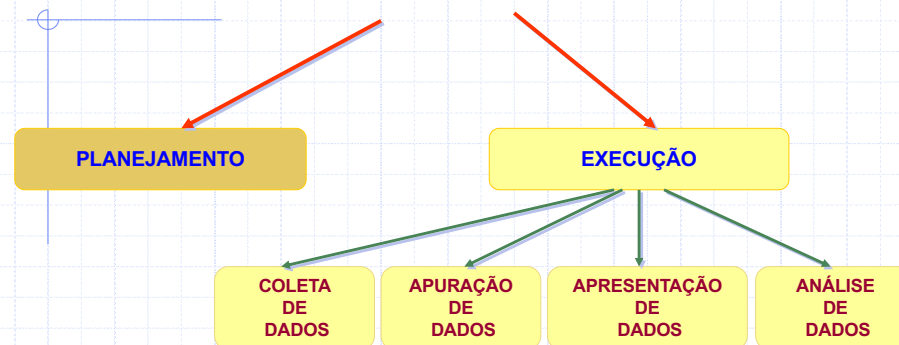 PLANEJAMENTO
EXECUÇÃO
COLETA
DE
DADOS
APURAÇÃO
DE
DADOS
APRESENTAÇÃO
DE
DADOS
ANÁLISE
DE
DADOS